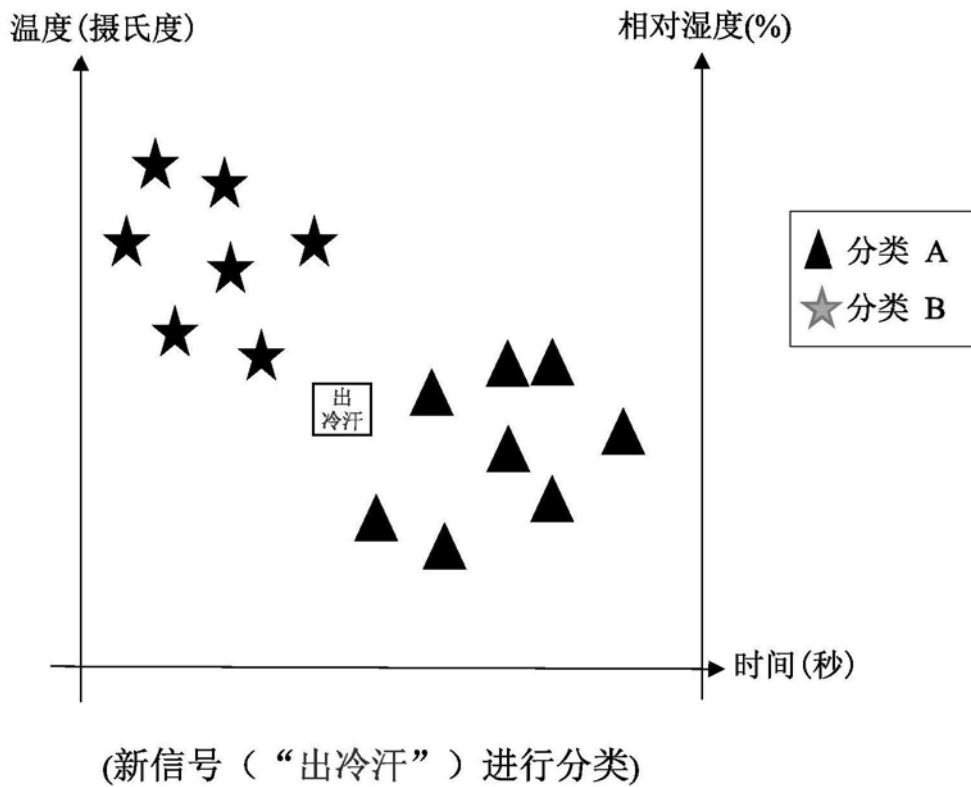 温度(摄氏度)
相对湿度(%)
分类 A
分类 B
出
冷汗
时间(秒)
(新信号（“出冷汗”）进行分类)